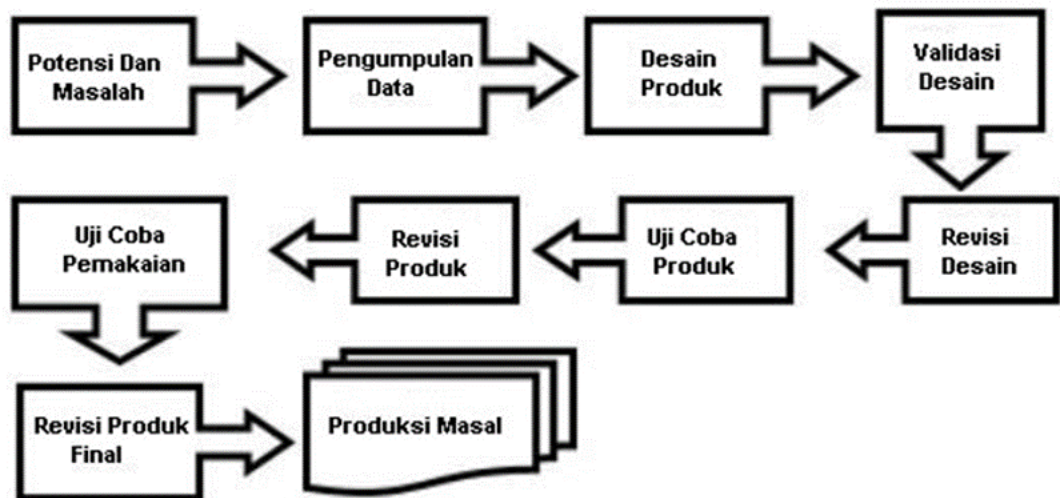 Potensi Dan
Masalah
Pengumpulan
Data
Desain
Produk
Validasi
Desain
Revisi
Desain
Uji Coba
Produk
Revisi
Produk
Uji Coba
Pemakaian
Revisi Produk
Final
Produksi Masal